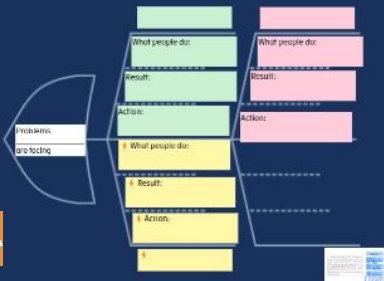 What people do:
What people do:
Result:
Result:
Action:
Action:
Problems
are facing
What people do:
Result:
Action: